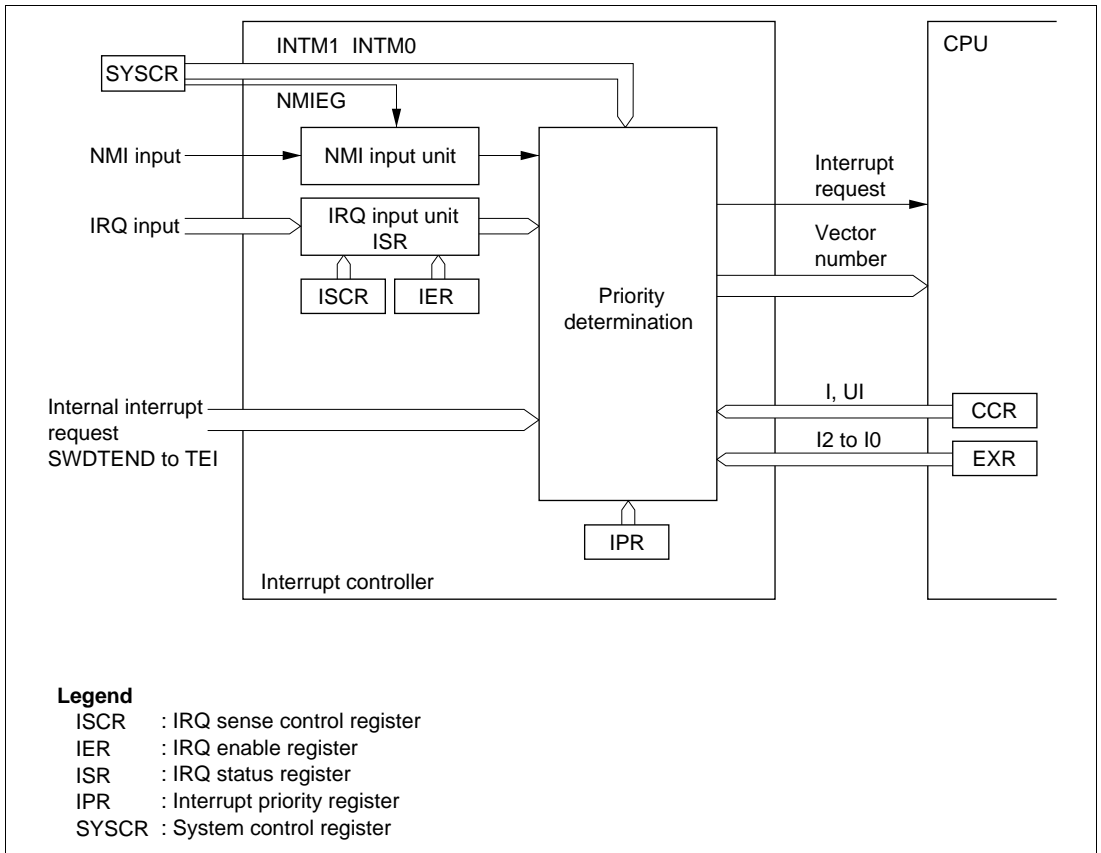 INTM1 INTM0
CPU
SYSCR
NMIEG
NMI input
NMI input unit
Interrupt
request
IRQ input
IRQ input unit
ISR
Vector
number
ISCR
IER
Priority
determination
I, UI
Internal interrupt
request
SWDTEND to TEI
CCR
I2 to I0
EXR
IPR
Interrupt controller
Legend
ISCR : IRQ sense control register
IER : IRQ enable register
ISR : IRQ status register
IPR : Interrupt priority register
SYSCR : System control register